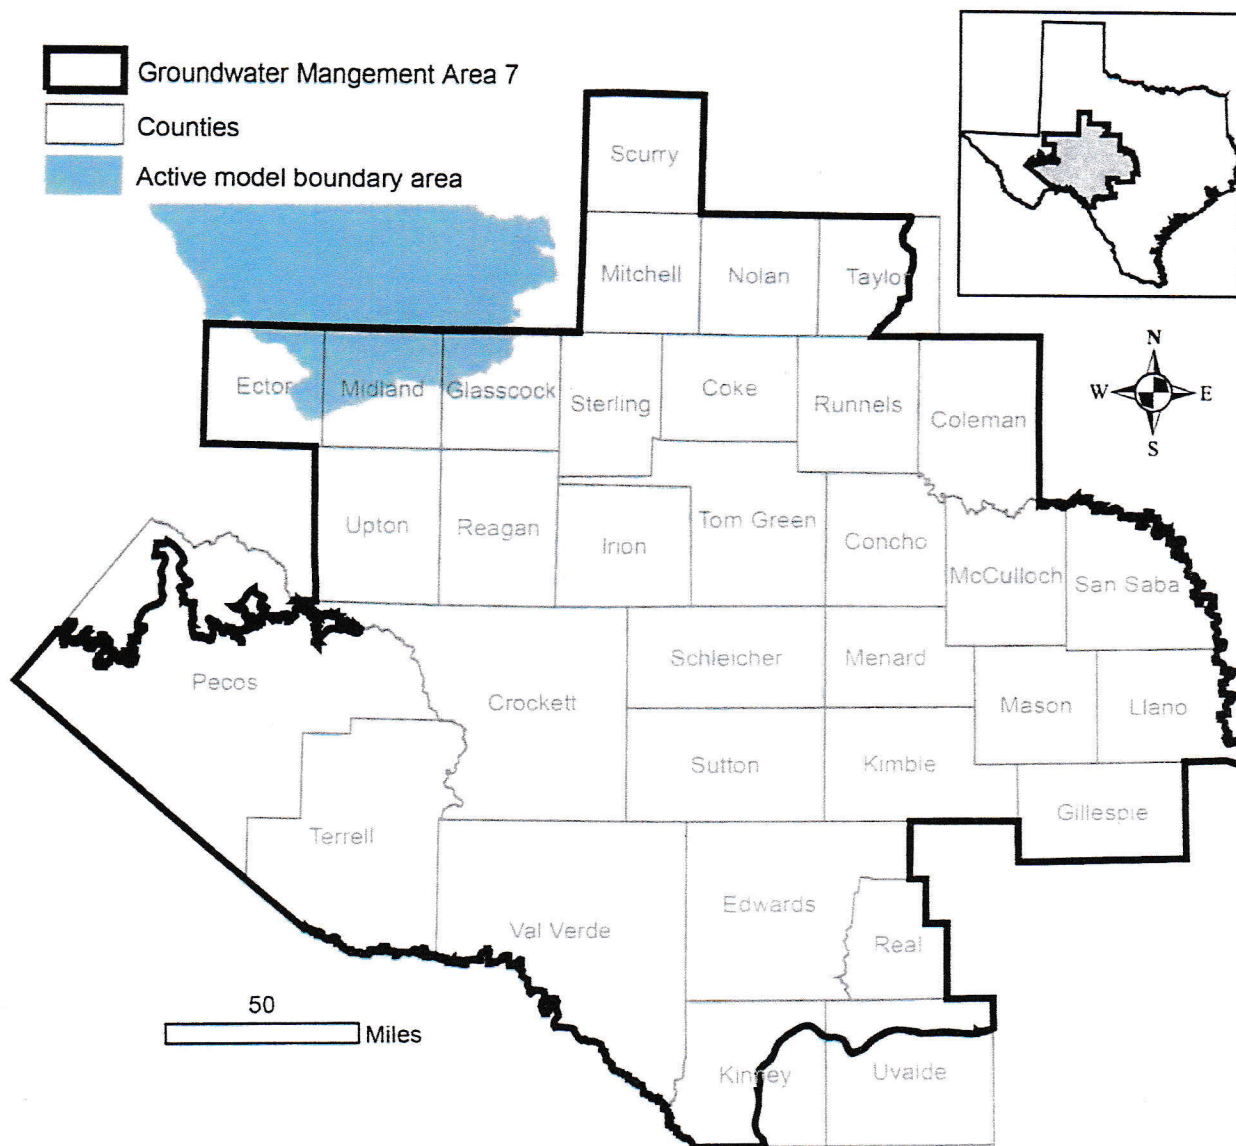 Groundwater Mangement Area 7
Counties
Active model boundary area
Scurry
Mitchell
Nolan
Taylor
N
W
E
S
Ector
Midland
Glasscock
Sterling
Coke
Runnels
Coleman
Upton
Reagan
Irion
Tom Green
Concho
McCulloch
San Saba
Pecos
Crockett
Schleicher
Menard
Mason
Llano
Sutton
Kimble
Gillespie
Terrell
Val Verde
Edwards
Real
50
Miles
Kinney
Uvalde